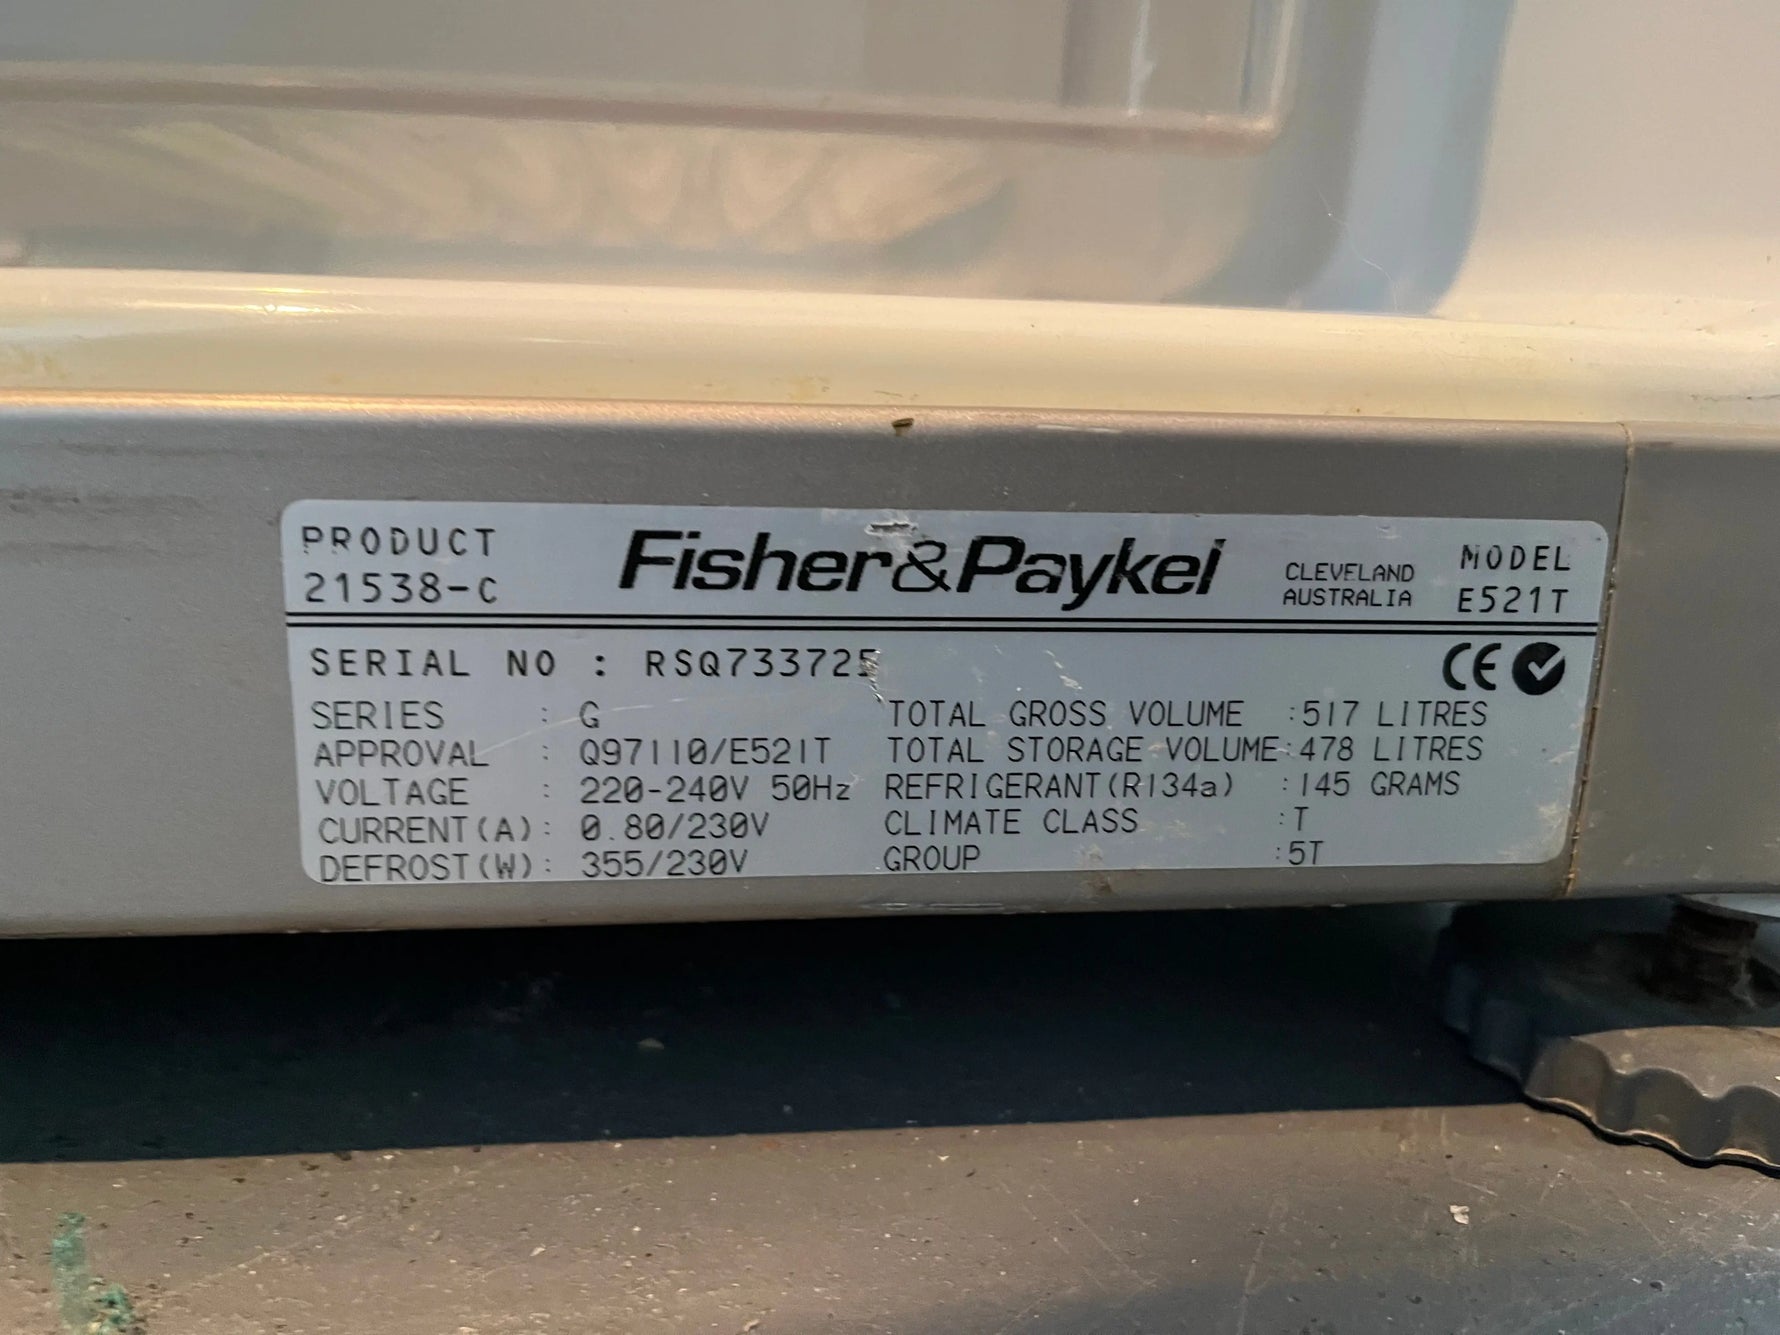 PRODUCT
21538-C
Fisher&Paykel
CLEVELAND
AUSTRALIA
MODEL
E521T
SERIAL NO : RSQ733725
CE
SERIES : G
APPROVAL : Q97110/E521T
VOLTAGE : 220-240V 50Hz
CURRENT(A): 0.80/230V
DEFROST(W): 355/230V
TOTAL GROSS VOLUME :517 LITRES
TOTAL STORAGE VOLUME:478 LITRES
REFRIGERANT(R134a) :145 GRAMS
CLIMATE CLASS :T
GROUP :5T